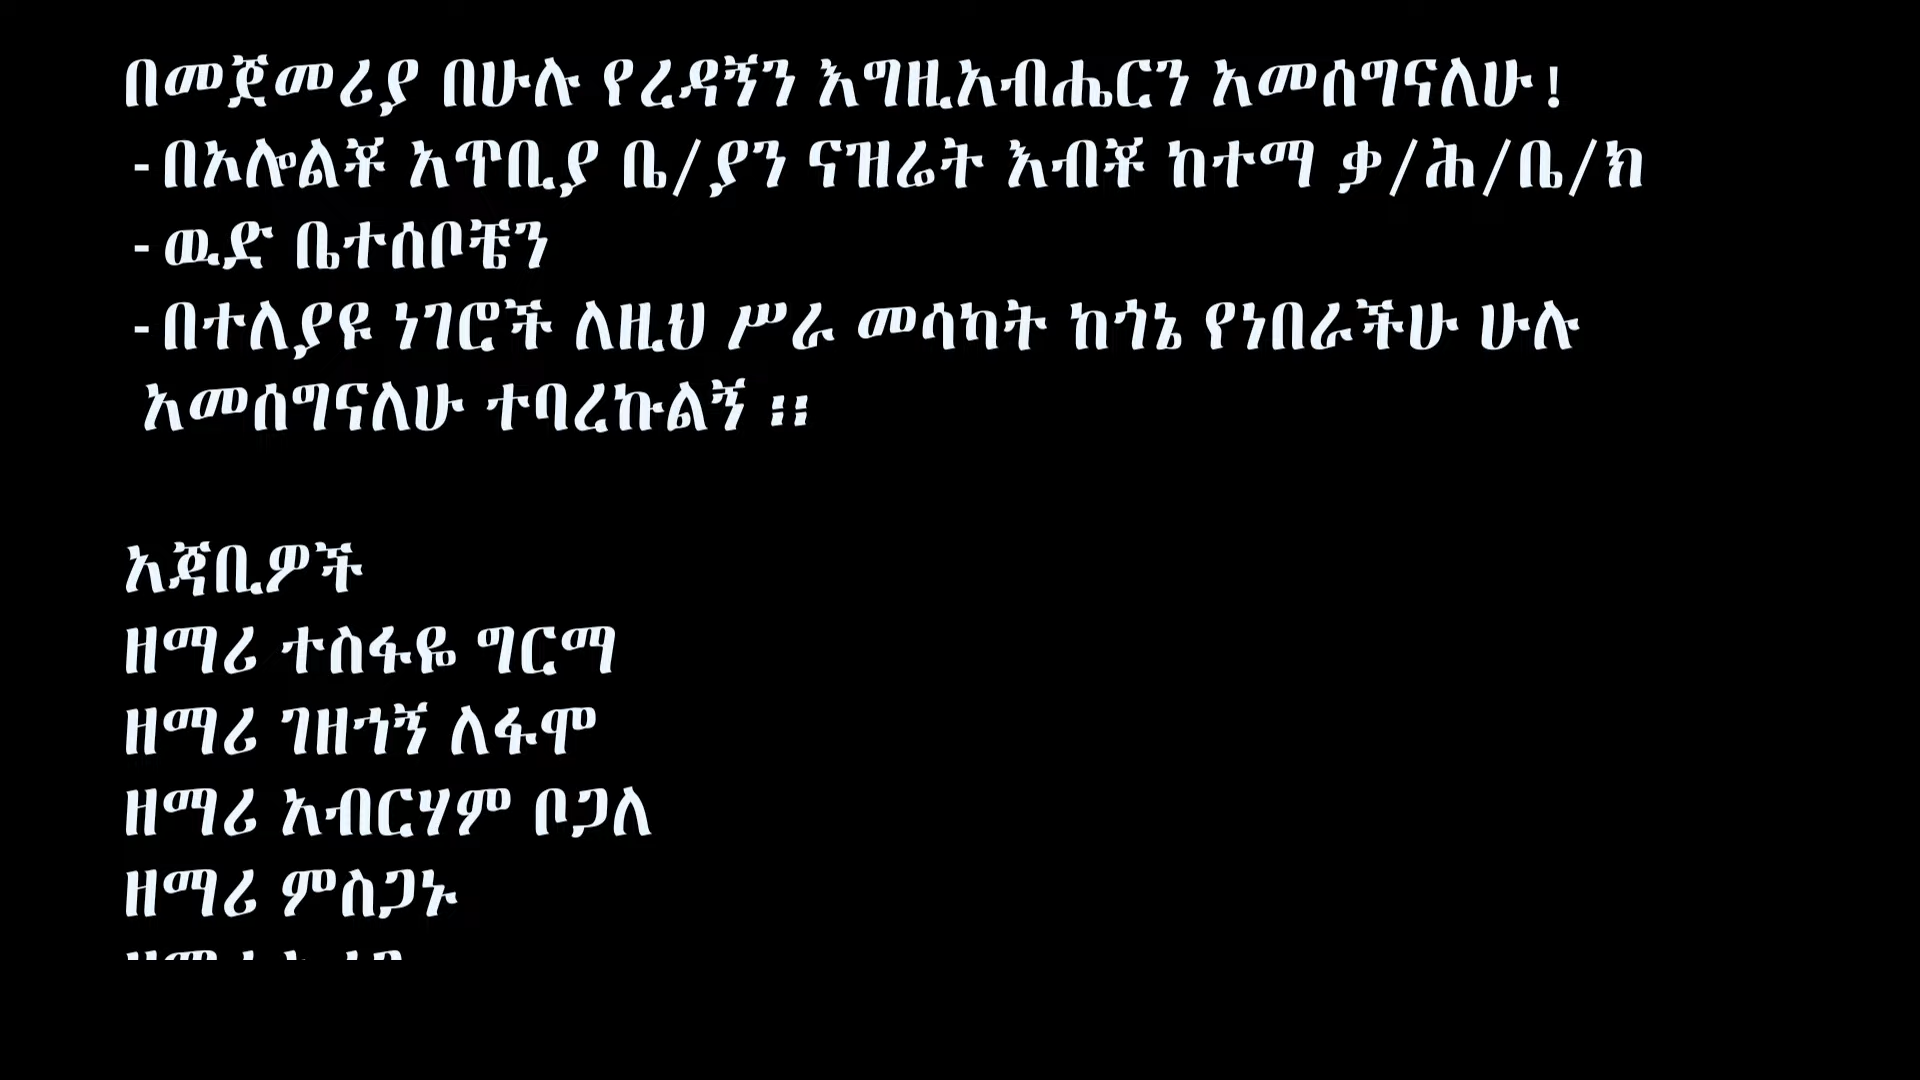 በመጀመሪያ በሁሉ የረዳኝን እግዚአብሔርን አመሰግናለሁ!
-በኦሎልቾ አጥቢያ ቤ/ያን ናዝሬት እብቾ ከተማ ቃ/ሕ/ቤ/ክ
-ዉድ ቤተሰቦቼን
-በተለያዩ ነገሮች ለዚህ ሥራ መሳካት ከጎኔ የነበራችሁ ሁሉ
አመሰግናለሁ ተባረኩልኝ ፡፡
አጃቢዎች
ዘማሪ ተስፋዬ ግርማ
ዘማሪ ገዘኀኝ ለፋሞ
ዘማሪ አብርሃም ቦጋለ
ዘማሪ ምስጋኑ